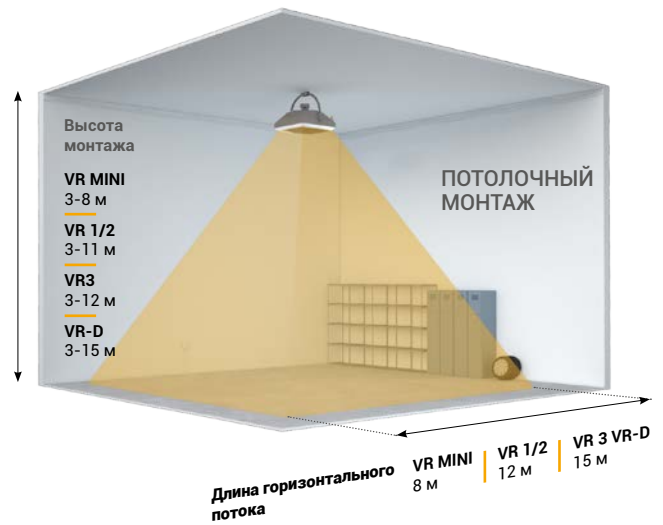 Высота
монтажа
VR MINI
3-8 м
VR 1/2
3-11 м
VR3
3-12 м
VR-D
3-15 м
ПОТОЛОЧНЫЙ
МОНТАЖ
Длина горизонтального
потока
VR MINI
8 м
VR 1/2
12 м
VR 3 VR-D
15 м